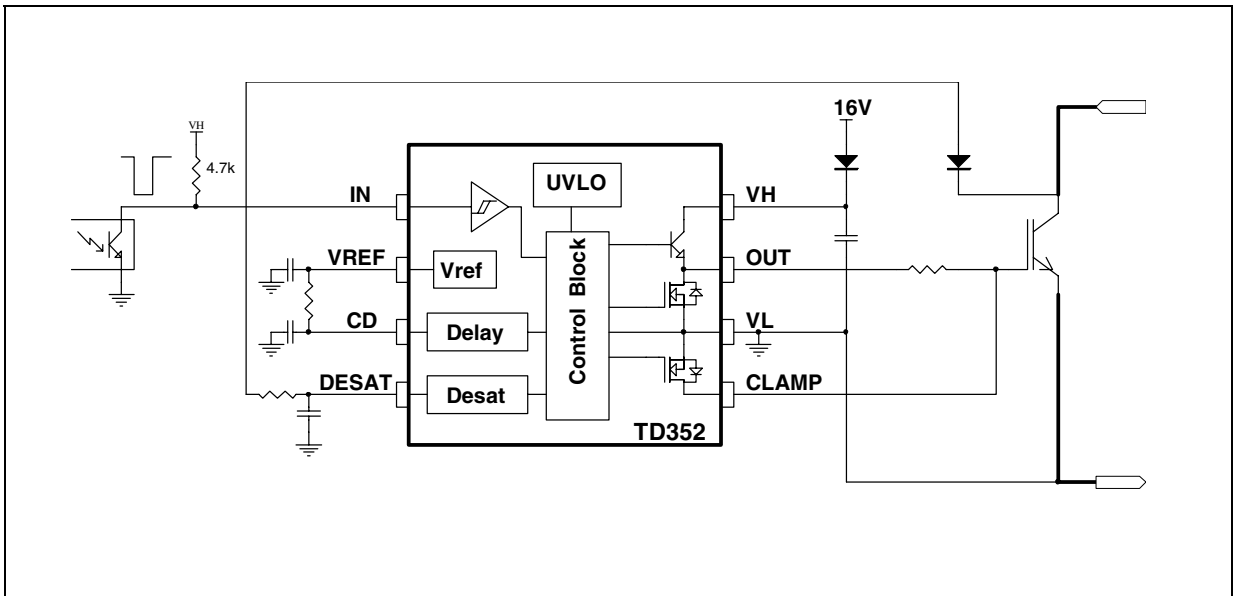 16V
VH
4.7k
IN
UVLO
VH
VREF
Vref
OUT
Control Block
CD
Delay
VL
DESAT
Desat
CLAMP
TD352